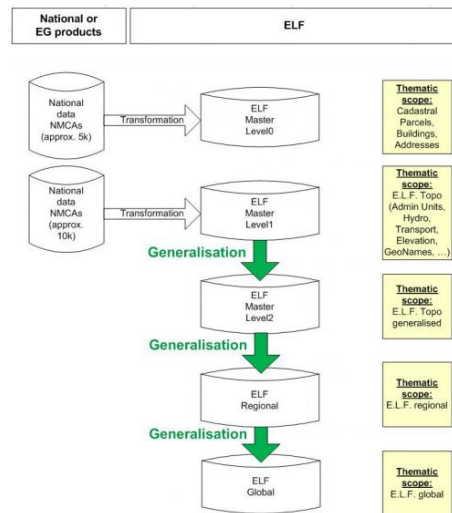 National or
EG products
ELF
National
data
NMCAs
(approx. 5k)
Transformation
ELF
Master
Level0
Thematic
scope:
Cadastral
Parcels,
Buildings,
Addresses
National
data
NMCAs
(approx.
10k)
Transformation
ELF
Master
Level1
Thematic
scope:
E.L.F. Topo
(Admin Units,
Hydro,
Transport,
Elevation,
GeoNames, ...)
Generalisation
ELF
Master
Level2
Thematic
scope:
E.L.F. Topo
generalised
Generalisation
ELF
Regional
Thematic
scope:
E.L.F. regional
Generalisation
ELF
Global
Thematic
scope:
E.L.F. global